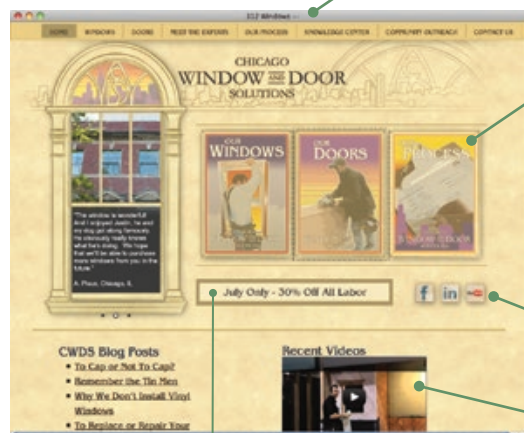 312 Windows
HOME WINDOWS DOORS MEET THE EXPERTS OUR PROCESS KNOWLEDGE CENTER COMMUNITY OUTREACH CONTACT US
CHICAGO
WINDOW AND DOOR
SOLUTIONS
OUR
WINDOWS
OUR
DOORS
OUR
PROCESS
WINDOW & DOOR
"The window is wonderful!
And I enjoyed Justin, he and
my dog got along famously.
He obviously really knows
what he's doing. We hope
that we'll be able to purchase
more windows from you in the
future."
A. Place, Chicago, IL
July Only - 30% Off All Labor
f in
CWDS Blog Posts
To Cap or Not To Cap?
Remember the Tin Men
Why We Don't Install Vinyl
Windows
To Replace or Repair Your
Recent Videos